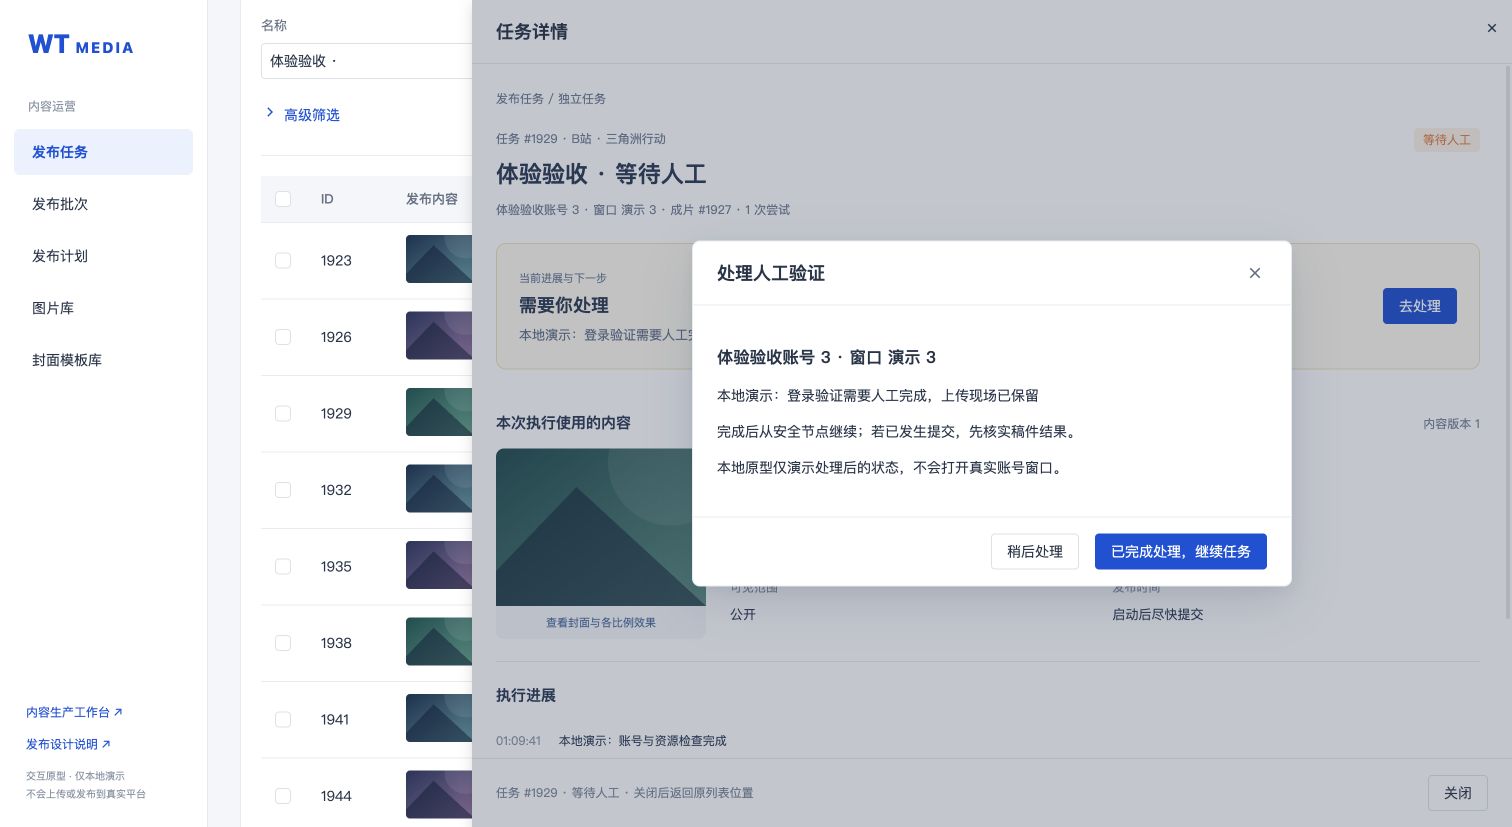 WT MEDIA
内容运营
发布任务
发布批次
发布计划
图片库
封面模板库
内容生产工作台 ↗
发布设计说明 ↗
交互原型 · 仅本地演示
不会上传或发布到真实平台
名称
体验验收 ·
高级筛选
ID 发布内容
1923
1926
1929
1932
1935
1938
1941
1944
任务详情
发布任务 / 独立任务
任务 #1929 · B站 · 三角洲行动
等待人工
体验验收 · 等待人工
体验验收账号 3 · 窗口 演示 3 · 成片 #1927 · 1 次尝试
当前进展与下一步
需要你处理
本地演示：登录验证需要人工
去处理
本次执行使用的内容
内容版本 1
查看封面与各比例效果
可见范围
公开
发布时间
启动后尽快提交
执行进展
01:09:41 本地演示：账号与资源检查完成
任务 #1929 · 等待人工 · 关闭后返回原列表位置
关闭
处理人工验证
体验验收账号 3 · 窗口 演示 3
本地演示：登录验证需要人工完成，上传现场已保留
完成后从安全节点继续；若已发生提交，先核实稿件结果。
本地原型仅演示处理后的状态，不会打开真实账号窗口。
稍后处理
已完成处理，继续任务